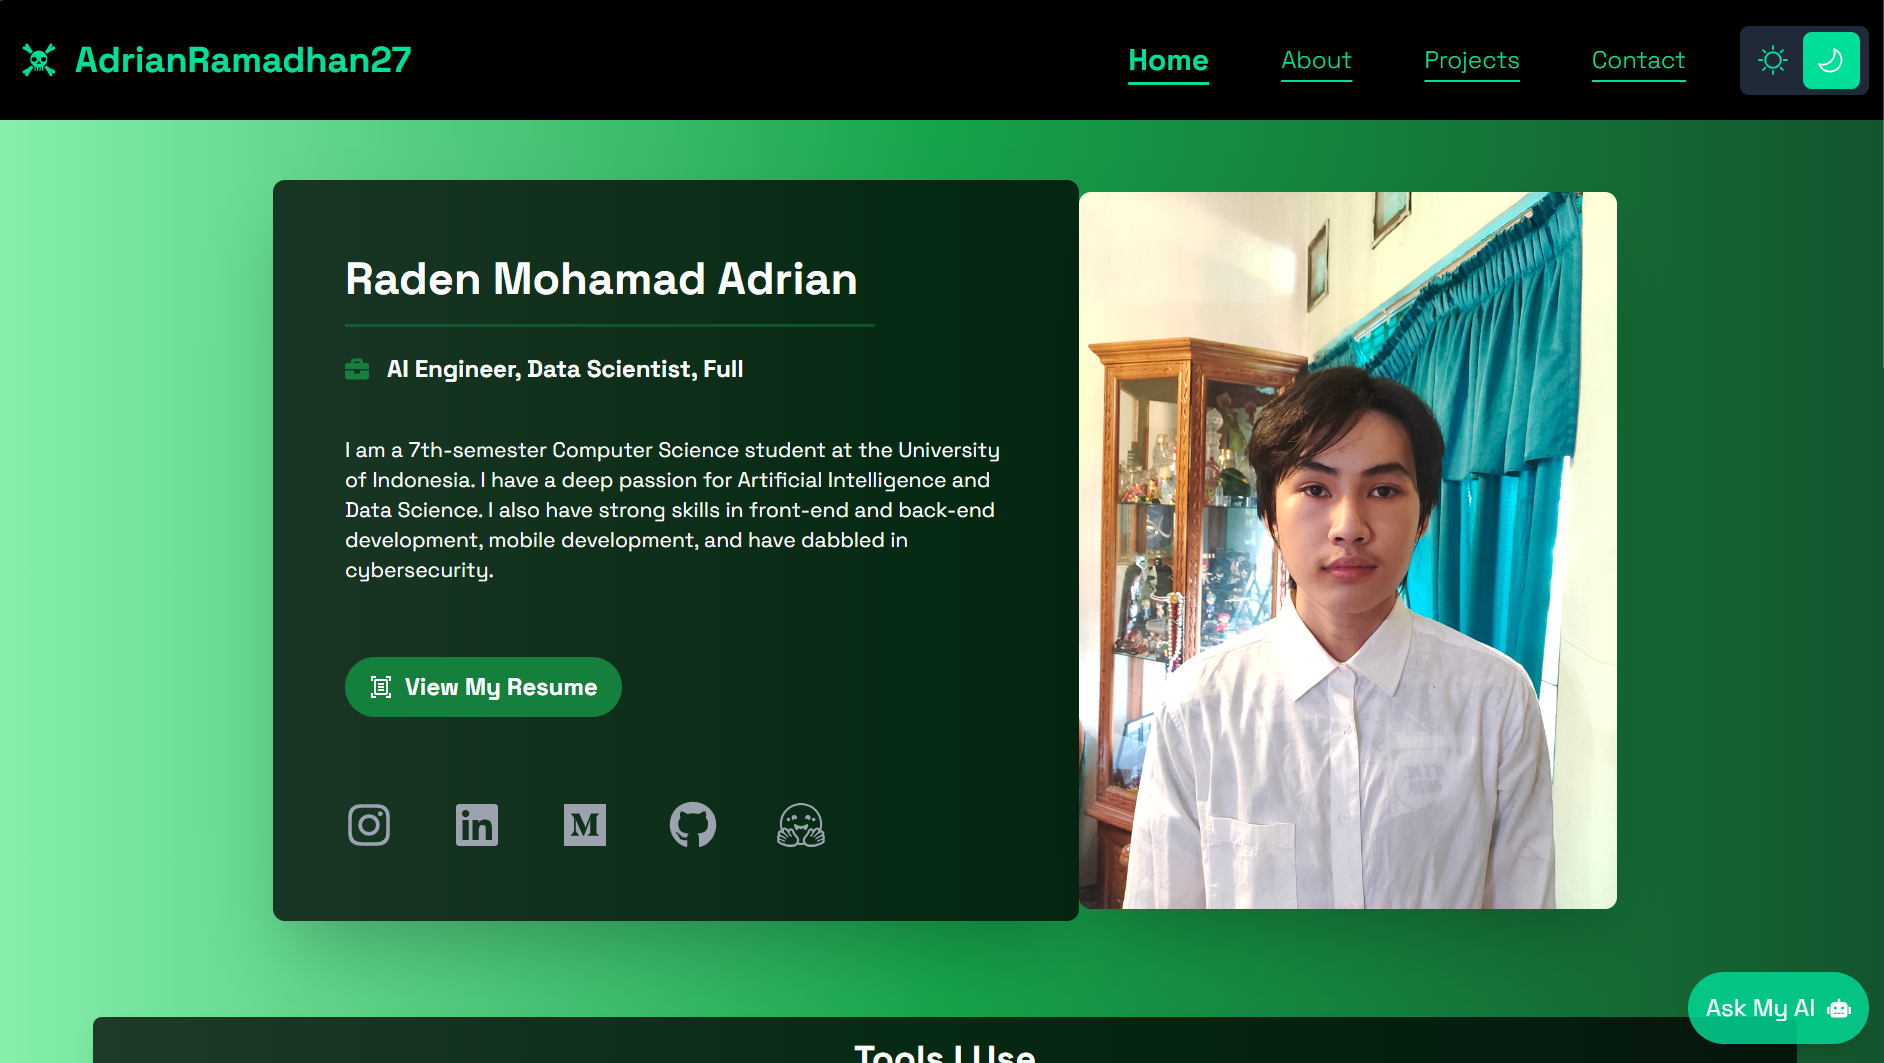 AdrianRamadhan27
Home
About
Projects
Contact
Raden Mohamad Adrian
AI Engineer, Data Scientist, Full
I am a 7th-semester Computer Science student at the University
of Indonesia. I have a deep passion for Artificial Intelligence and
Data Science. I also have strong skills in front-end and back-end
development, mobile development, and have dabbled in
cybersecurity.
View My Resume
in
M
Ask My AI
Tools I Use